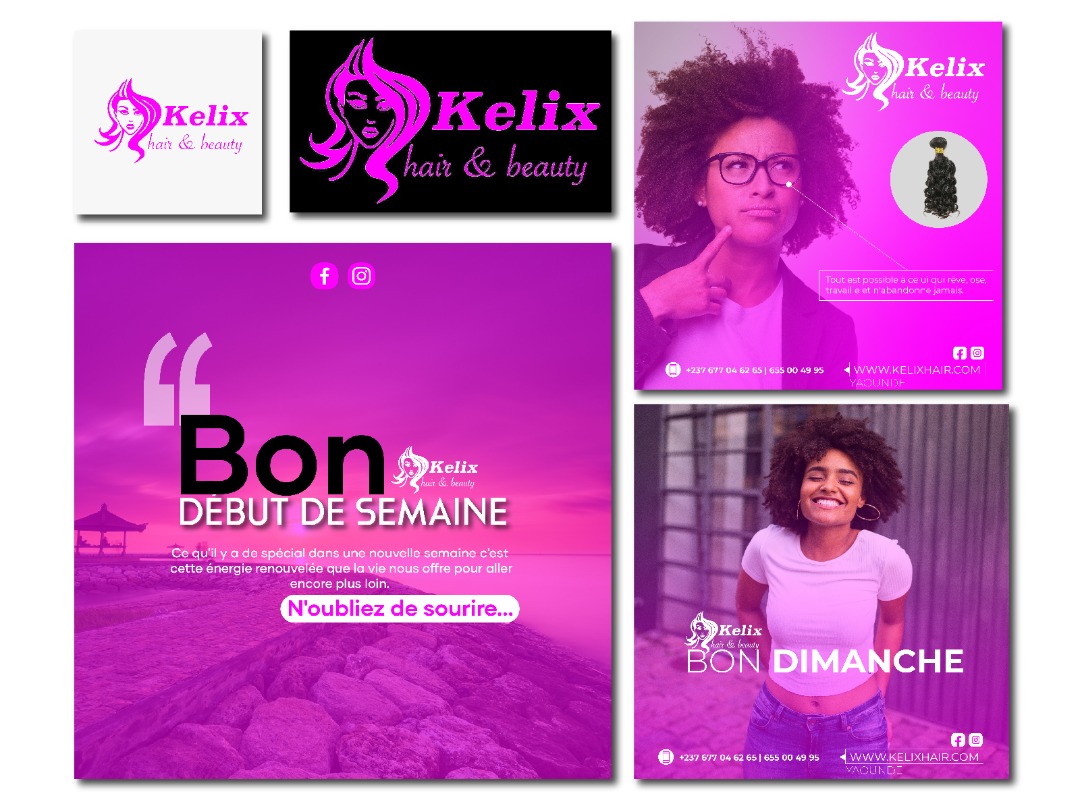 Kelix
hair & beauty
Kelix
hair & beauty
Kelix
hair & beauty
Tout est possible à ce ui qui rêve, ose,
travail e et n'abandonne jamais.
+237 677 04 62 65 | 655 00 49 95
WWW.KELIXHAIR.COM
YAOUNDE
“
Bon
Kelix
hair & beauty
DÉBUT DE SEMAINE
Ce qu'il y a de spécial dans une nouvelle semaine c'est
cette énergie renouvelée que la vie nous offre pour aller
encore plus loin.
N'oubliez de sourire...
Kelix
hair & beauty
BON DIMANCHE
+237 677 04 62 65 | 655 00 49 95
WWW.KELIXHAIR.COM
YAOUNDE